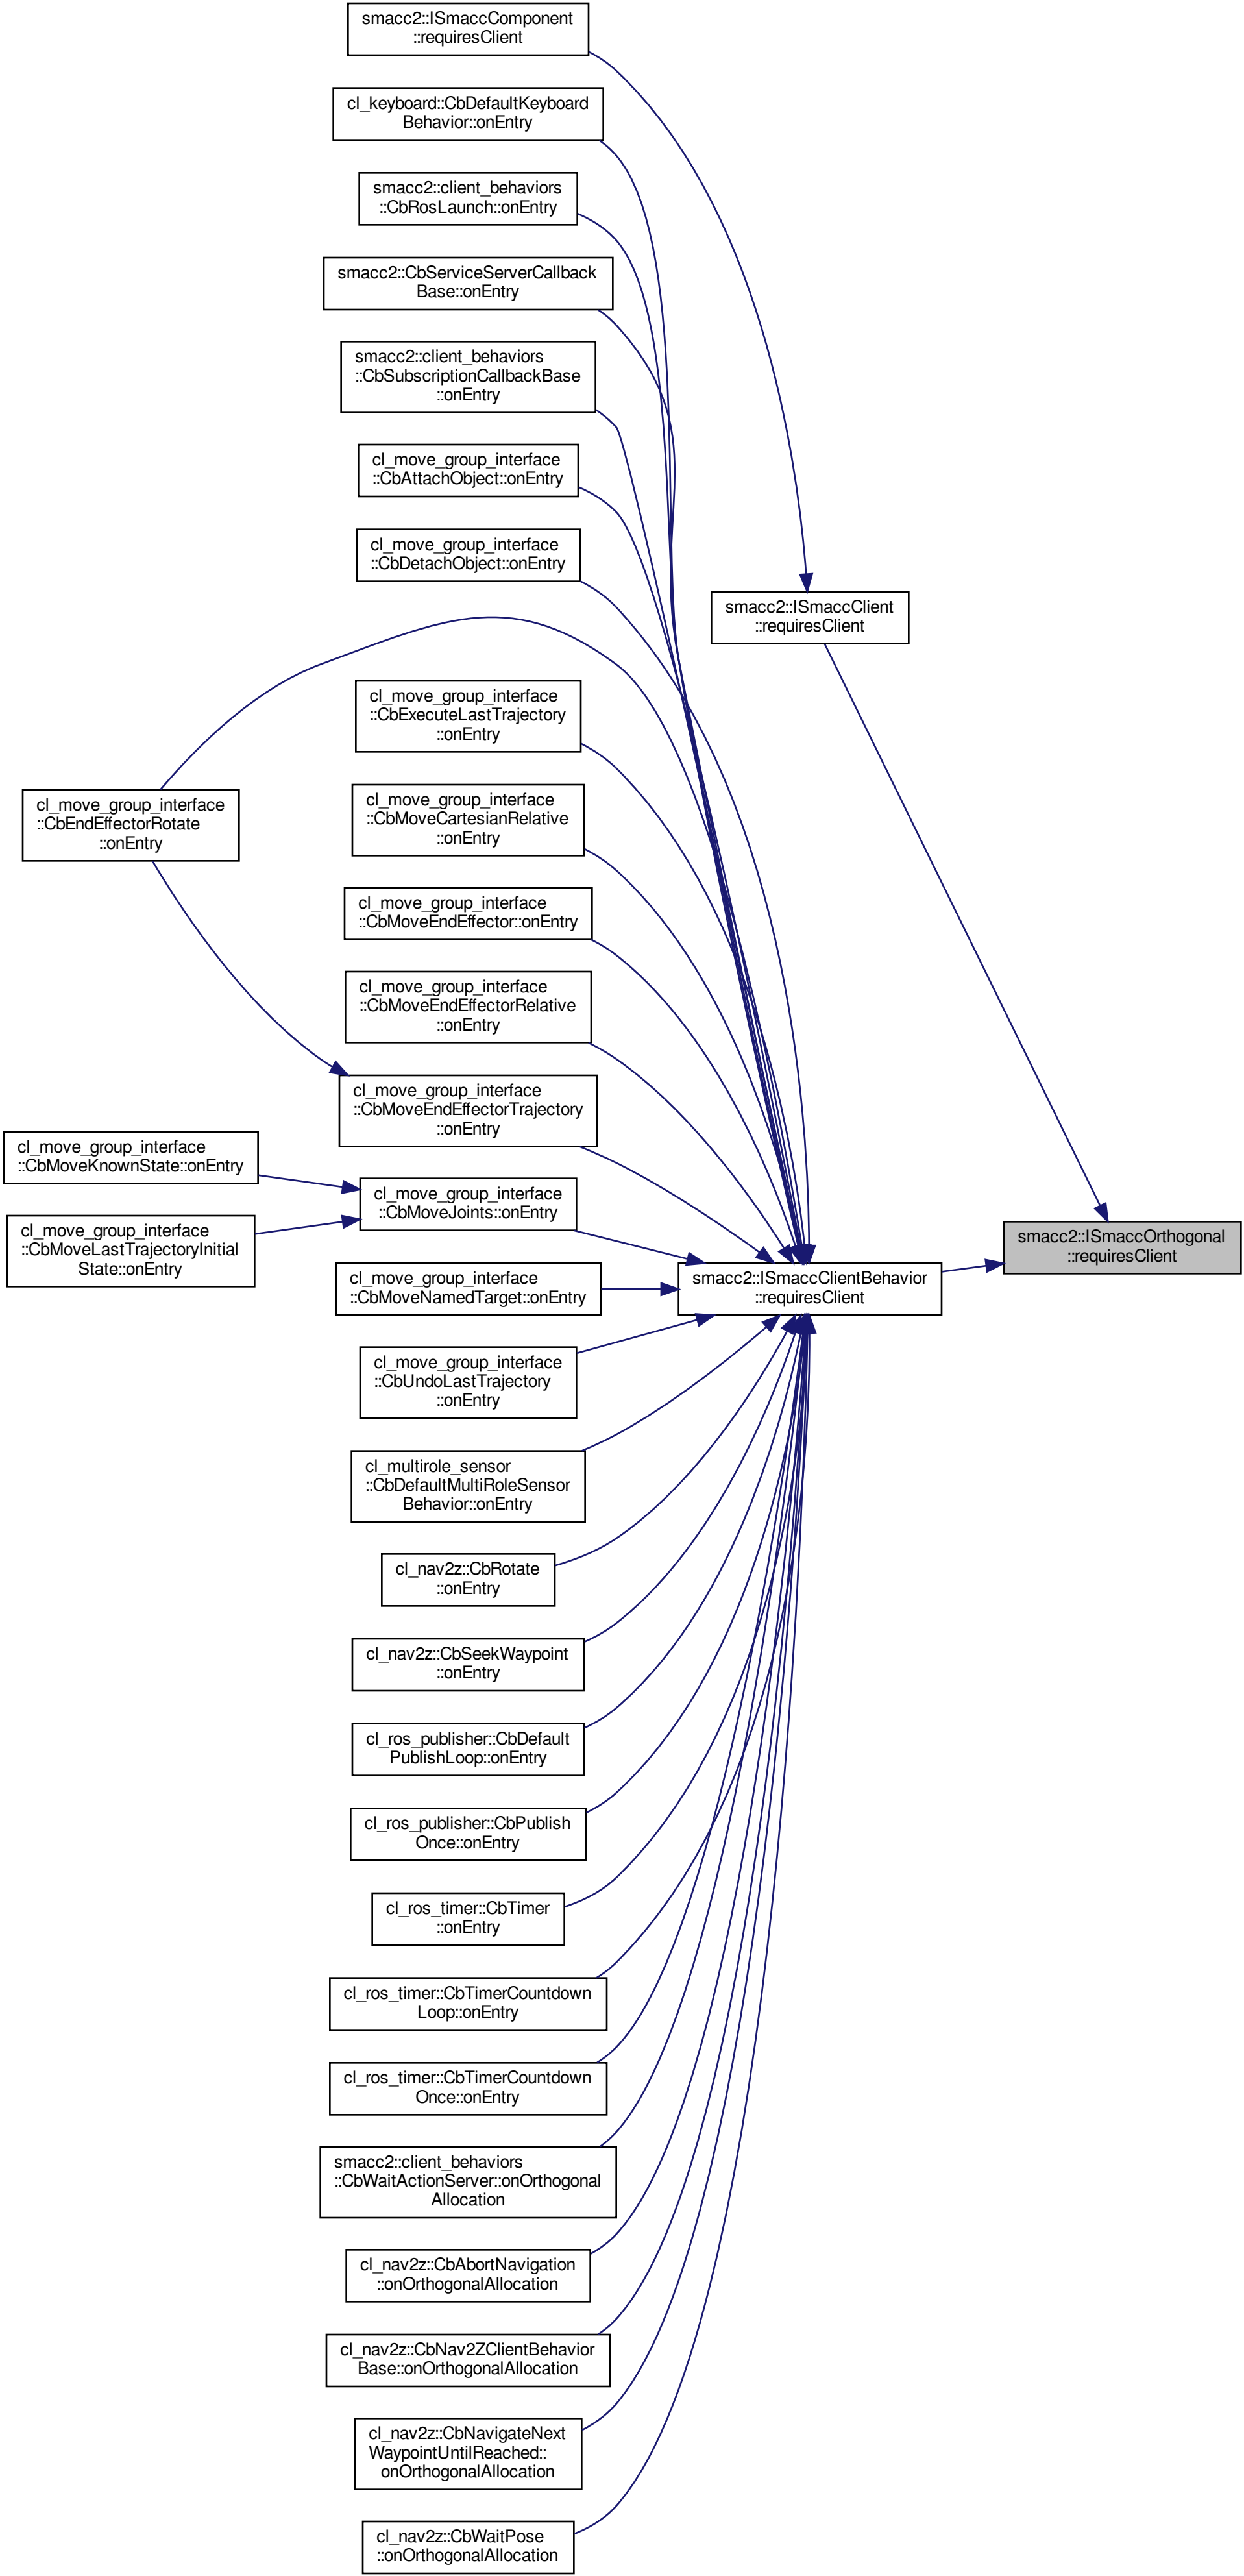 smacc2::ISmaccComponent
::requiresClient
cl_keyboard::CbDefaultKeyboard
Behavior::onEntry
smacc2::client_behaviors
::CbRosLaunch::onEntry
smacc2::CbServiceServerCallback
Base::onEntry
smacc2::client_behaviors
::CbSubscriptionCallbackBase
::onEntry
cl_move_group_interface
::CbAttachObject::onEntry
cl_move_group_interface
::CbDetachObject::onEntry
smacc2::ISmaccClient
::requiresClient
cl_move_group_interface
::CbExecuteLastTrajectory
::onEntry
cl_move_group_interface
::CbEndEffectorRotate
::onEntry
cl_move_group_interface
::CbMoveCartesianRelative
::onEntry
cl_move_group_interface
::CbMoveEndEffector::onEntry
cl_move_group_interface
::CbMoveEndEffectorRelative
::onEntry
cl_move_group_interface
::CbMoveEndEffectorTrajectory
::onEntry
cl_move_group_interface
::CbMoveKnownState::onEntry
cl_move_group_interface
::CbMoveJoints::onEntry
cl_move_group_interface
::CbMoveLastTrajectoryInitial
State::onEntry
smacc2::ISmaccOrthogonal
::requiresClient
cl_move_group_interface
::CbMoveNamedTarget::onEntry
smacc2::ISmaccClientBehavior
::requiresClient
cl_move_group_interface
::CbUndoLastTrajectory
::onEntry
cl_multirole_sensor
::CbDefaultMultiRoleSensor
Behavior::onEntry
cl_nav2z::CbRotate
::onEntry
cl_nav2z::CbSeekWaypoint
::onEntry
cl_ros_publisher::CbDefault
PublishLoop::onEntry
cl_ros_publisher::CbPublish
Once::onEntry
cl_ros_timer::CbTimer
::onEntry
cl_ros_timer::CbTimerCountdown
Loop::onEntry
cl_ros_timer::CbTimerCountdown
Once::onEntry
smacc2::client_behaviors
::CbWaitActionServer::onOrthogonal
Allocation
cl_nav2z::CbAbortNavigation
::onOrthogonalAllocation
cl_nav2z::CbNav2ZClientBehavior
Base::onOrthogonalAllocation
cl_nav2z::CbNavigateNext
WaypointUntilReached::
onOrthogonalAllocation
cl_nav2z::CbWaitPose
::onOrthogonalAllocation